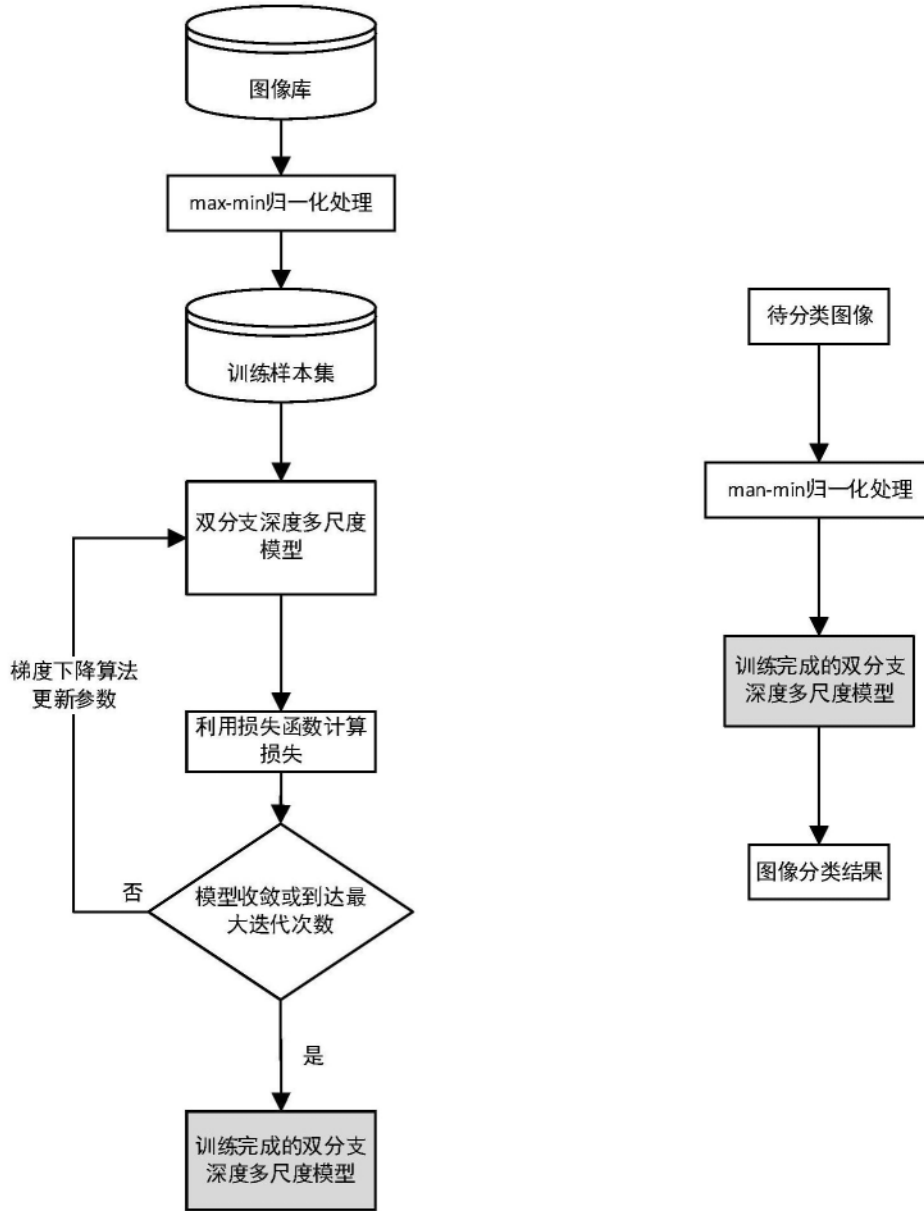 图像库
max-min归一化处理
训练样本集
双分支深度多尺度
模型
梯度下降算法
更新参数
利用损失函数计算
损失
否
模型收敛或到达最
大迭代次数
是
训练完成的双分支
深度多尺度模型
待分类图像
man-min归一化处理
训练完成的双分支
深度多尺度模型
图像分类结果